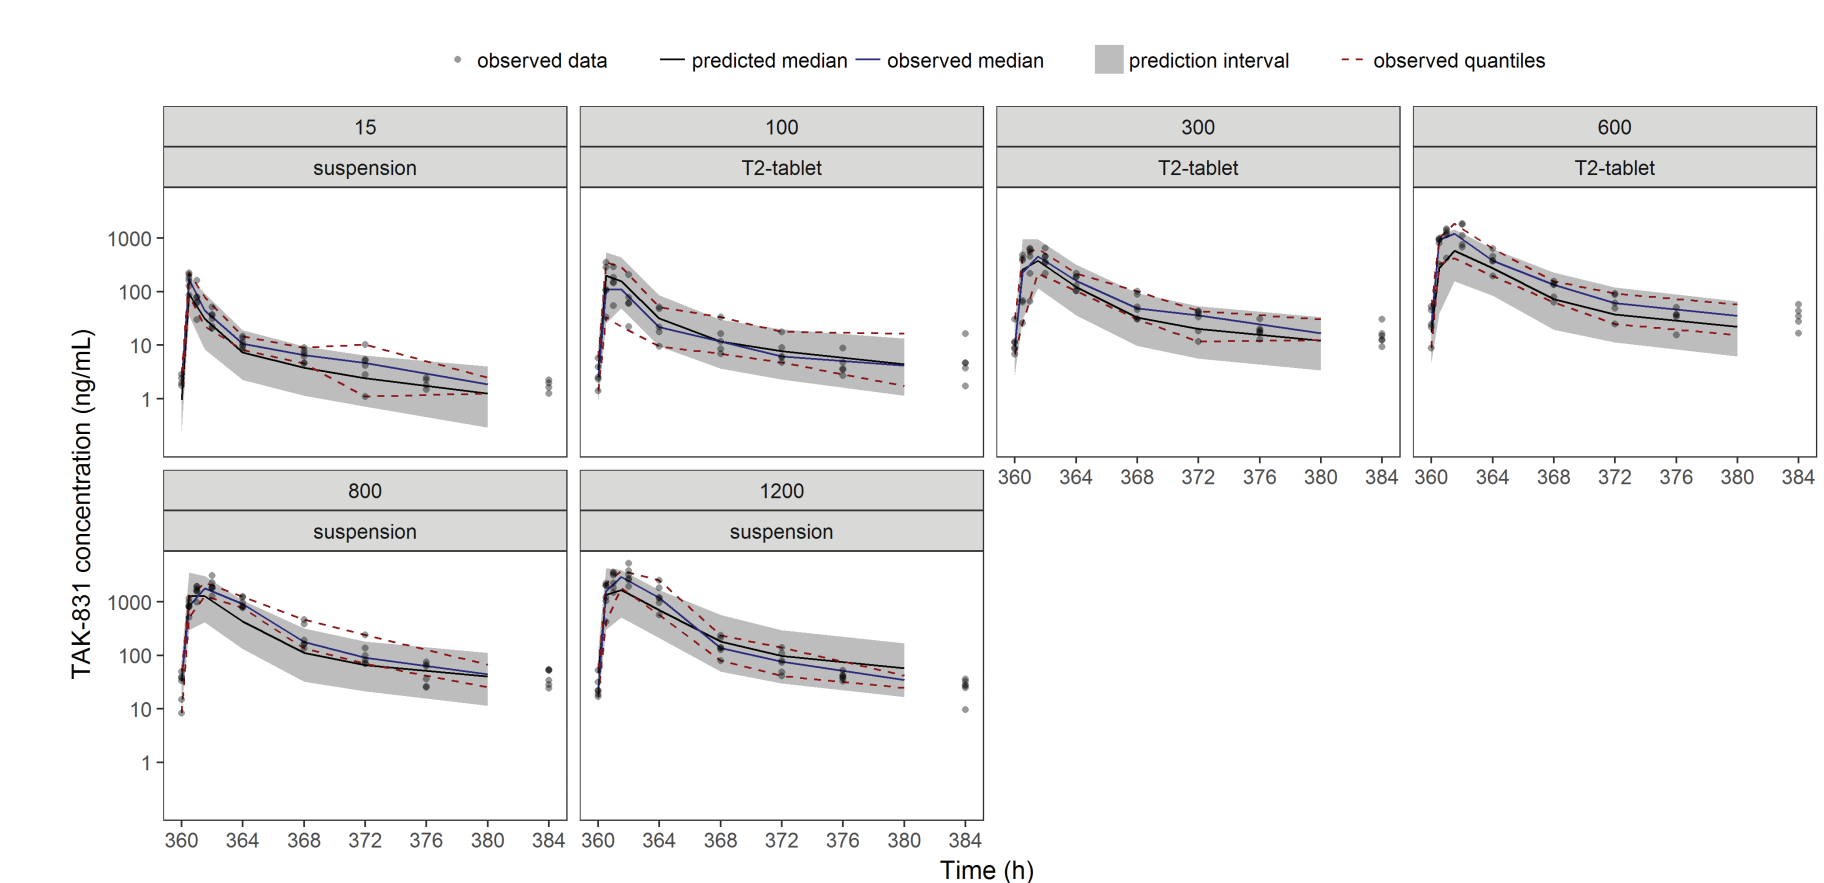 observed data predicted median observed median prediction interval observed quantiles
15 100 300 600
suspension T2-tablet T2-tablet T2-tablet
1000
100
10
1
360 364 368 372 376 380 384 360 364 368 372 376 380 384
800 1200
suspension suspension
1000
100
10
1
360 364 368 372 376 380 384 360 364 368 372 376 380 384
TAK-831 concentration (ng/mL)
Time (h)